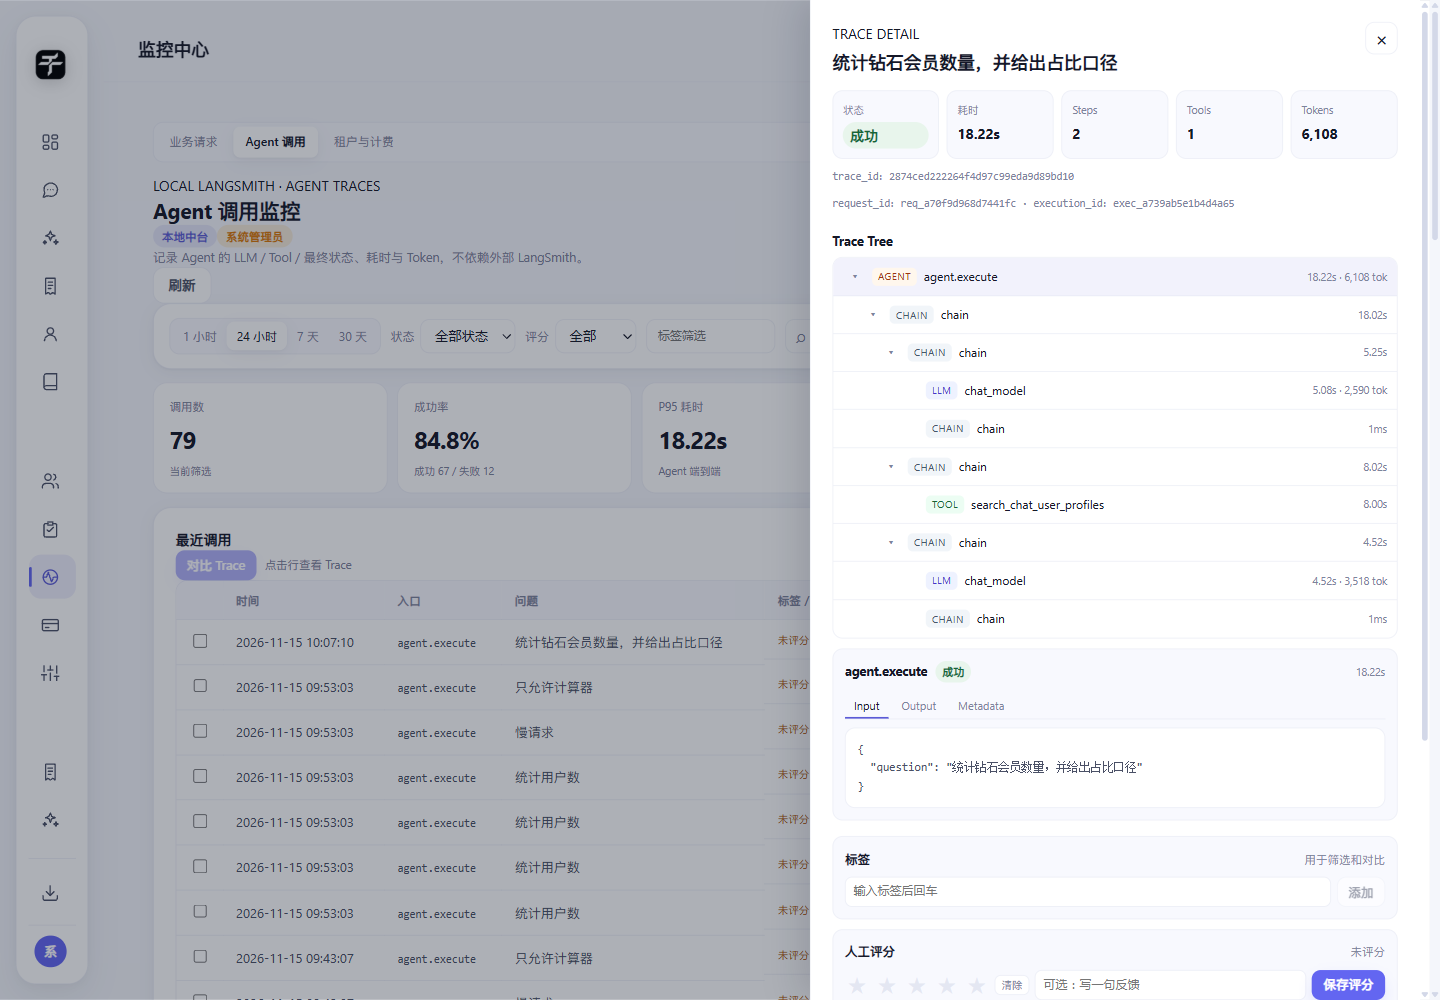 监控中心
业务请求
Agent 调用
租户与计费
LOCAL LANGSMITH · AGENT TRACES
Agent 调用监控
本地中台
系统管理员
记录 Agent 的 LLM / Tool / 最终状态、耗时与 Token，不依赖外部 LangSmith。
刷新
1 小时
24 小时
7 天
30 天
状态
全部状态
评分
全部
标签筛选
调用数
79
当前筛选
成功率
84.8%
成功 67 / 失败 12
P95 耗时
18.22s
Agent 端到端
最近调用
对比 Trace
点击行查看 Trace
时间
入口
问题
标签 /
2026-11-15 10:07:10
agent.execute
统计钻石会员数量，并给出占比口径
未评分
2026-11-15 09:53:03
agent.execute
只允许计算器
未评分
2026-11-15 09:53:03
agent.execute
慢请求
未评分
2026-11-15 09:53:03
agent.execute
统计用户数
未评分
2026-11-15 09:53:03
agent.execute
统计用户数
未评分
2026-11-15 09:53:03
agent.execute
统计用户数
未评分
2026-11-15 09:53:03
agent.execute
统计用户数
未评分
2026-11-15 09:43:07
agent.execute
只允许计算器
未评分
系
TRACE DETAIL
统计钻石会员数量，并给出占比口径
状态
成功
耗时
18.22s
Steps
2
Tools
1
Tokens
6,108
trace_id: 2874ced222264f4d97c99eda9d89bd10
request_id: req_a70f9d968d7441fc · execution_id: exec_a739ab5e1b4d4a65
Trace Tree
AGENT agent.execute 18.22s · 6,108 tok
CHAIN chain 18.02s
CHAIN chain 5.25s
LLM chat_model 5.08s · 2,590 tok
CHAIN chain 1ms
CHAIN chain 8.02s
TOOL search_chat_user_profiles 8.00s
CHAIN chain 4.52s
LLM chat_model 4.52s · 3,518 tok
CHAIN chain 1ms
agent.execute 成功 18.22s
Input
Output
Metadata
{
"question": "统计钻石会员数量，并给出占比口径"
}
标签
用于筛选和对比
输入标签后回车
添加
人工评分
未评分
清除
可选：写一句反馈
保存评分